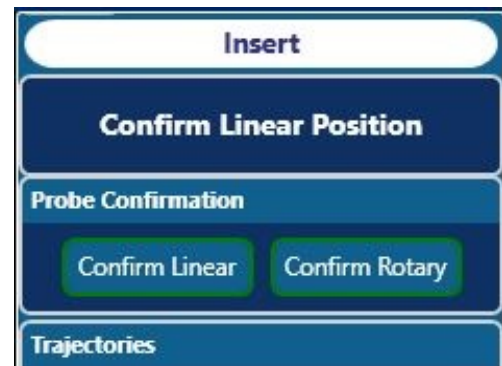 Insert
Confirm Linear Position
Probe Confirmation
Confirm Linear Confirm Rotary
Trajectories